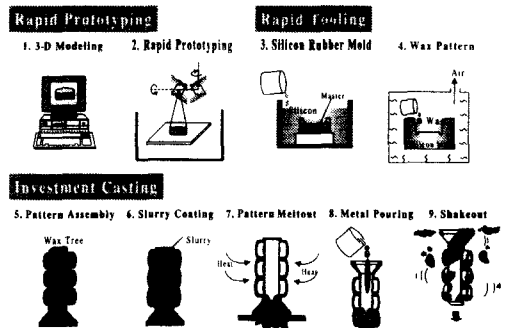 Rapid Prototyping
Rapid Tooling
1. 3-D Modeling
2. Rapid Prototyping
3. Silicon Rubber Mold
4. Wax Pattern
Master
Silicon
Air
Wax
Investment Casting
5. Pattern Assembly
6. Slurry Coating
7. Pattern Meltout
8. Metal Pouring
9. Shakeout
Wax Tree
Slurry
Heat
Heat